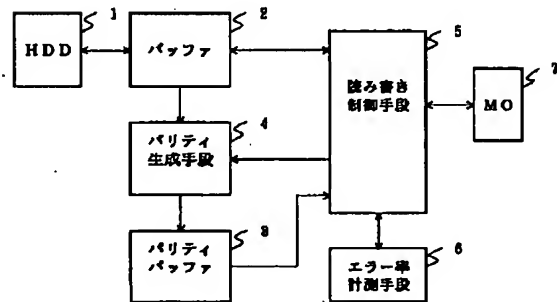 1
2
5
HDD
バッファ
読み書き
制御手段
7
MO
4
パリティ
生成手段
3
パリティ
バッファ
6
エラー率
計測手段